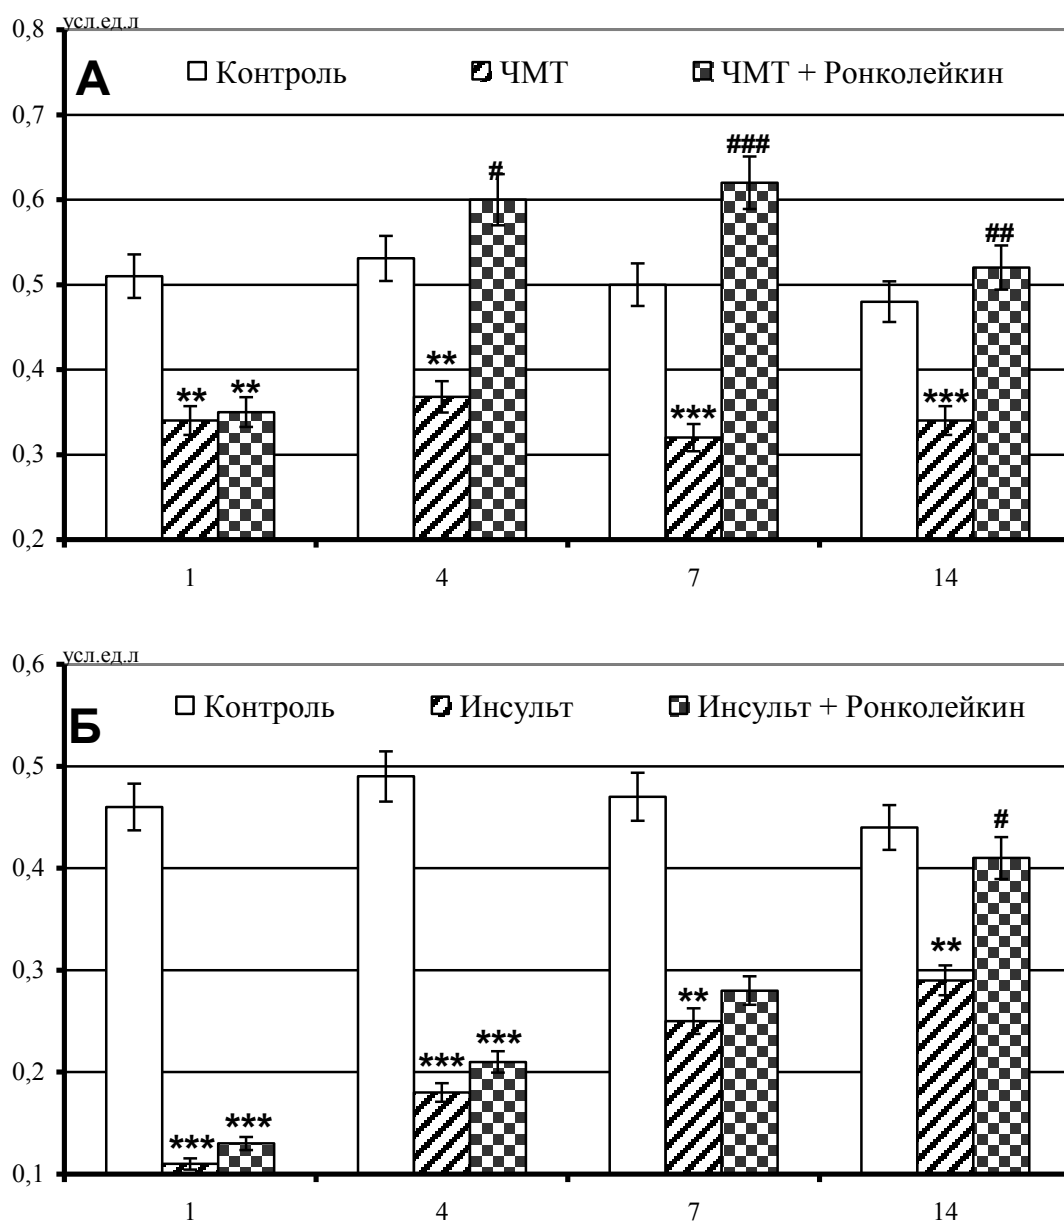 усл.ед.л
0,8
А
Контроль ЧМТ ЧМТ + Ронколейкин
0,7
###
#
0,6
##
0,5
** ***
0,4
** ** ***
0,3
0,2
1 4 7 14
усл.ед.л
0,6
Б
Контроль Инсульт Инсульт + Ронколейкин
0,5
#
0,4
**
0,3
**
*** ***
0,2
*** ***
0,1
1 4 7 14